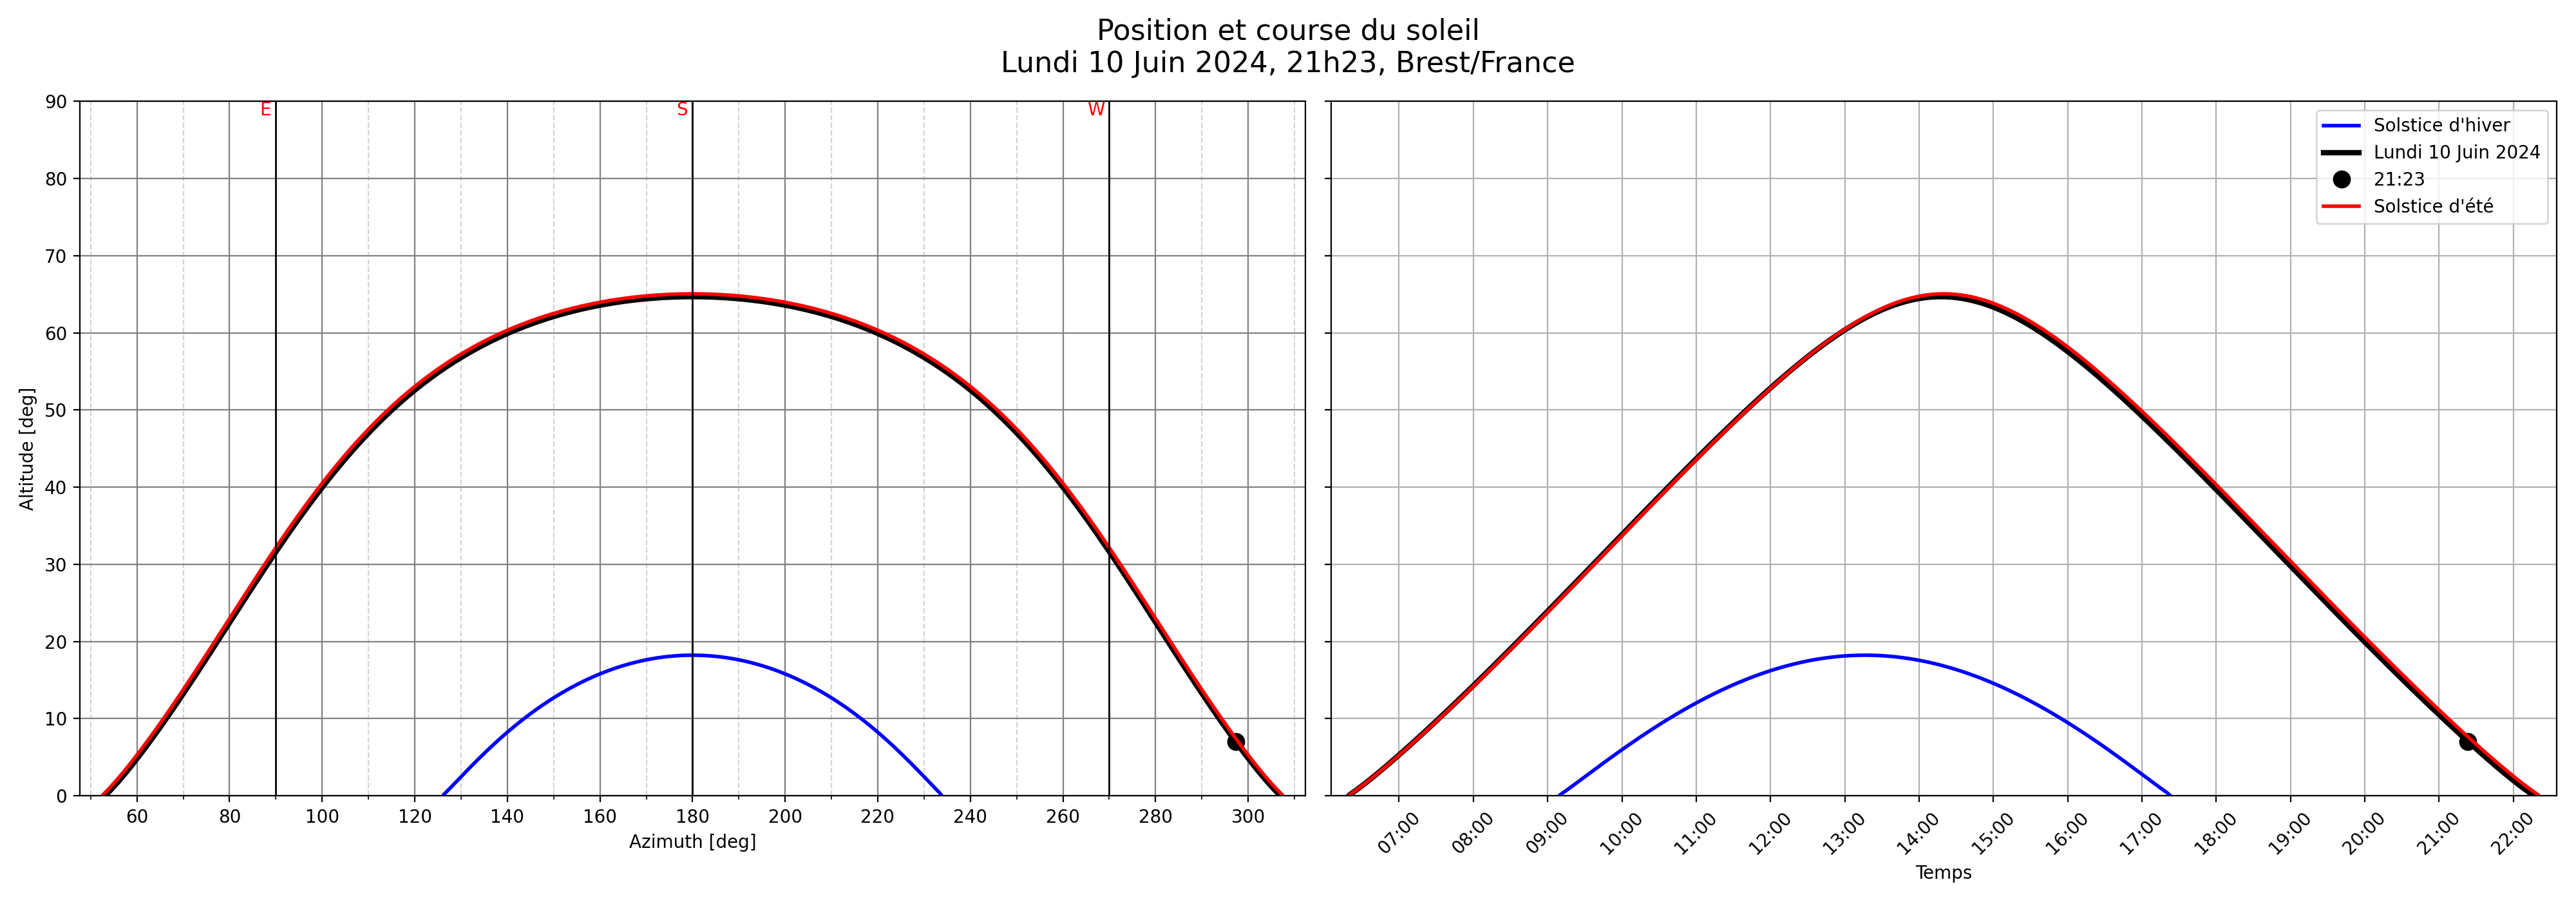 Position et course du soleil
Lundi 10 Juin 2024, 21h23, Brest/France
E
S
W
90
80
70
60
50
40
30
20
10
0
Altitude [deg]
60 80 100 120 140 160 180 200 220 240 260 280 300
Azimuth [deg]
Solstice d'hiver
Lundi 10 Juin 2024
21:23
Solstice d'été
07:00 08:00 09:00 10:00 11:00 12:00 13:00 14:00 15:00 16:00 17:00 18:00 19:00 20:00 21:00 22:00
Temps